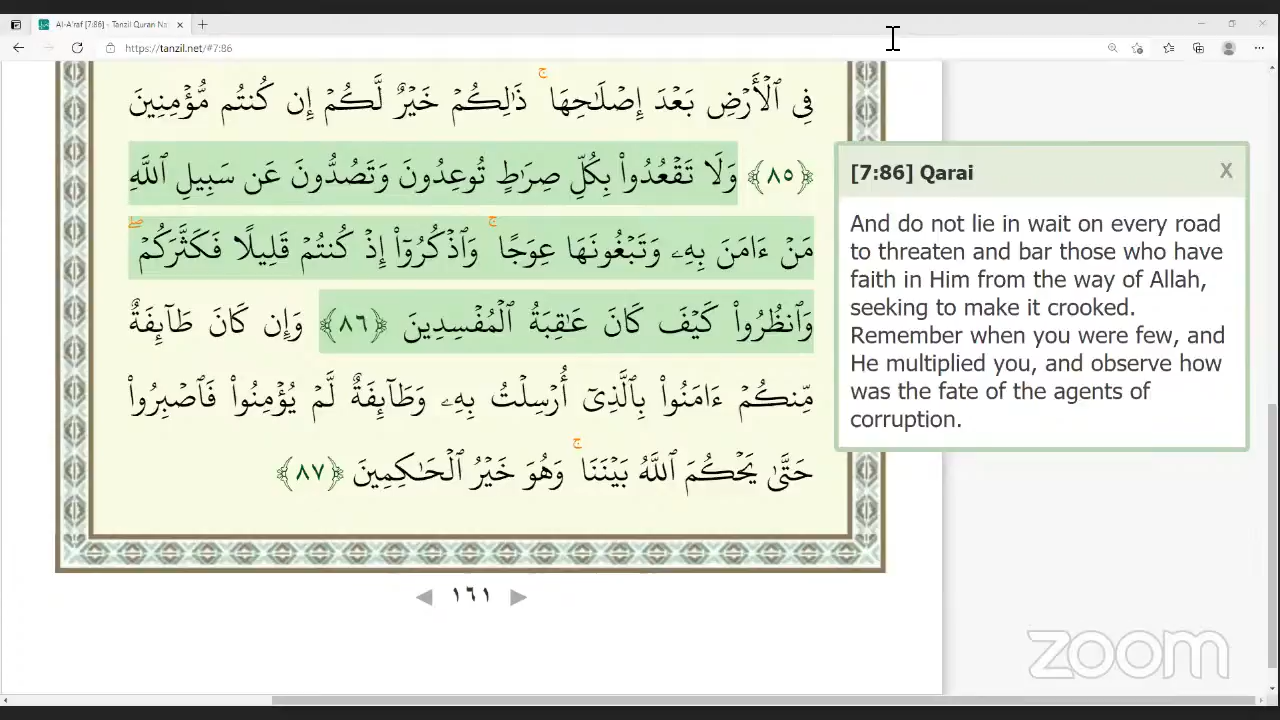 Al-A'raf [7:86] - Tanzil Quran Na
https://tanzil.net/#7:86
فِى ٱلْأَرْضِ بَعْدَ إِصْلَـٰحِهَا ۚ ذَٰلِكُمْ خَيْرٌ لَّكُمْ إِن كُنتُم مُّؤْمِنِينَ
﴿٨٥﴾ وَلَا تَقْعُدُوا۟ بِكُلِّ صِرَٰطٍ تُوعِدُونَ وَتَصُدُّونَ عَن سَبِيلِ ٱللَّهِ
مَنْ ءَامَنَ بِهِۦ وَتَبْغُونَهَا عِوَجًا ۚ وَٱذْكُرُوٓا۟ إِذْ كُنتُمْ قَلِيلًا فَكَثَّرَكُمْ ۖ
وَٱنظُرُوا۟ كَيْفَ كَانَ عَـٰقِبَةُ ٱلْمُفْسِدِينَ ﴿٨٦﴾ وَإِن كَانَ طَآئِفَةٌ
مِّنكُمْ ءَامَنُوا۟ بِٱلَّذِىٓ أُرْسِلْتُ بِهِۦ وَطَآئِفَةٌ لَّمْ يُؤْمِنُوا۟ فَٱصْبِرُوا۟
حَتَّىٰ يَحْكُمَ ٱللَّهُ بَيْنَنَا ۚ وَهُوَ خَيْرُ ٱلْحَـٰكِمِينَ ﴿٨٧﴾
١٦١
[7:86] Qarai
X
And do not lie in wait on every road
to threaten and bar those who have
faith in Him from the way of Allah,
seeking to make it crooked.
Remember when you were few, and
He multiplied you, and observe how
was the fate of the agents of
corruption.
zoom